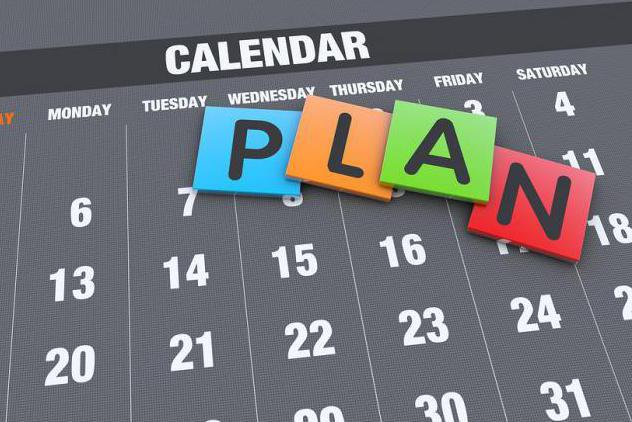 CALENDAR
MONDAY TUESDAY WEDNESDAY THURSDAY FRIDAY SATURDAY
3 4
PLAN
11
6 7
13 14 15 16 18
20 21 22 23 24
30 31